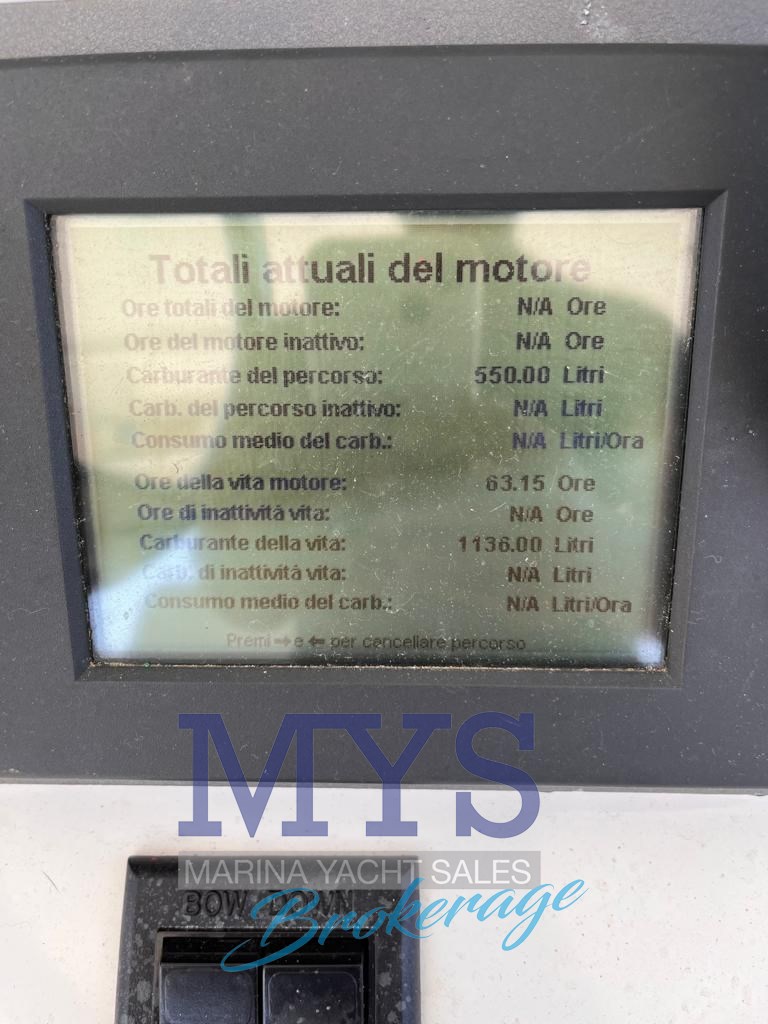 Totali attuali del motore
Ore totali del motore: N/A Ore
Ore del motore inattivo: N/A Ore
Carburante del percorso: 550.00 Litri
Carb. del percorso inattivo: N/A Litri
Consumo medio del carb.: N/A Litri/Ora
Ore della vita motore: 63.15 Ore
Ore di inattività vita: N/A Ore
Carburante della vita: 1136.00 Litri
Carb. di inattività vita: N/A Litri
Consumo medio del carb.: N/A Litri/Ora
Premi → e ← per cancellare percorso
MYS
MARINA YACHT SALES
BOW DOWN
Brokerage